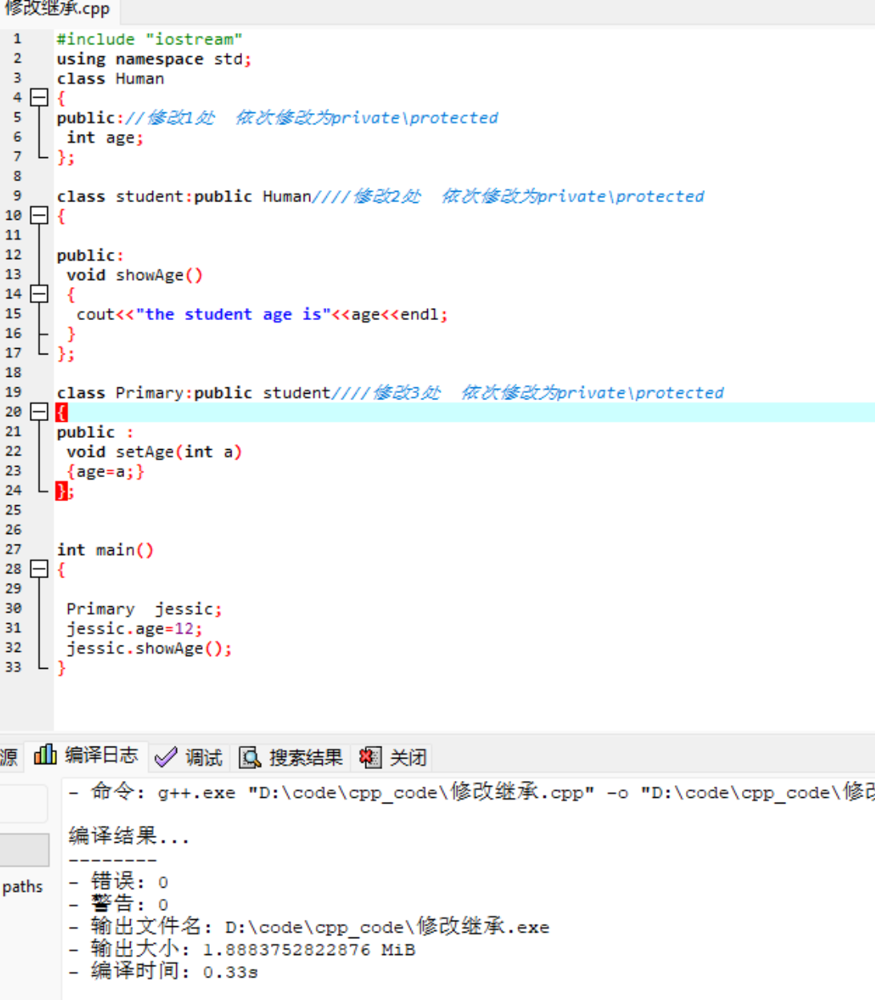 修改继承.cpp
1 #include "iostream"
2 using namespace std;
3 class Human
4 {
5 public://修改1处  依次修改为private\protected
6  int age;
7 };
8
9 class student:public Human////修改2处  依次修改为private\protected
10 {
11
12 public:
13  void showAge()
14  {
15   cout<<"the student age is"<<age<<endl;
16  }
17 };
18
19 class Primary:public student////修改3处  依次修改为private\protected
20 {
21 public :
22  void setAge(int a)
23  {age=a;}
24 };
25
26
27 int main()
28 {
29
30  Primary  jessic;
31  jessic.age=12;
32  jessic.showAge();
33 }
源 编译日志 调试 搜索结果 关闭
- 命令: g++.exe "D:\code\cpp_code\修改继承.cpp" -o "D:\code\cpp_code\修改
编译结果...
--------
- 错误: 0
paths
- 警告: 0
- 输出文件名: D:\code\cpp_code\修改继承.exe
- 输出大小: 1.8883752822876 MiB
- 编译时间: 0.33s